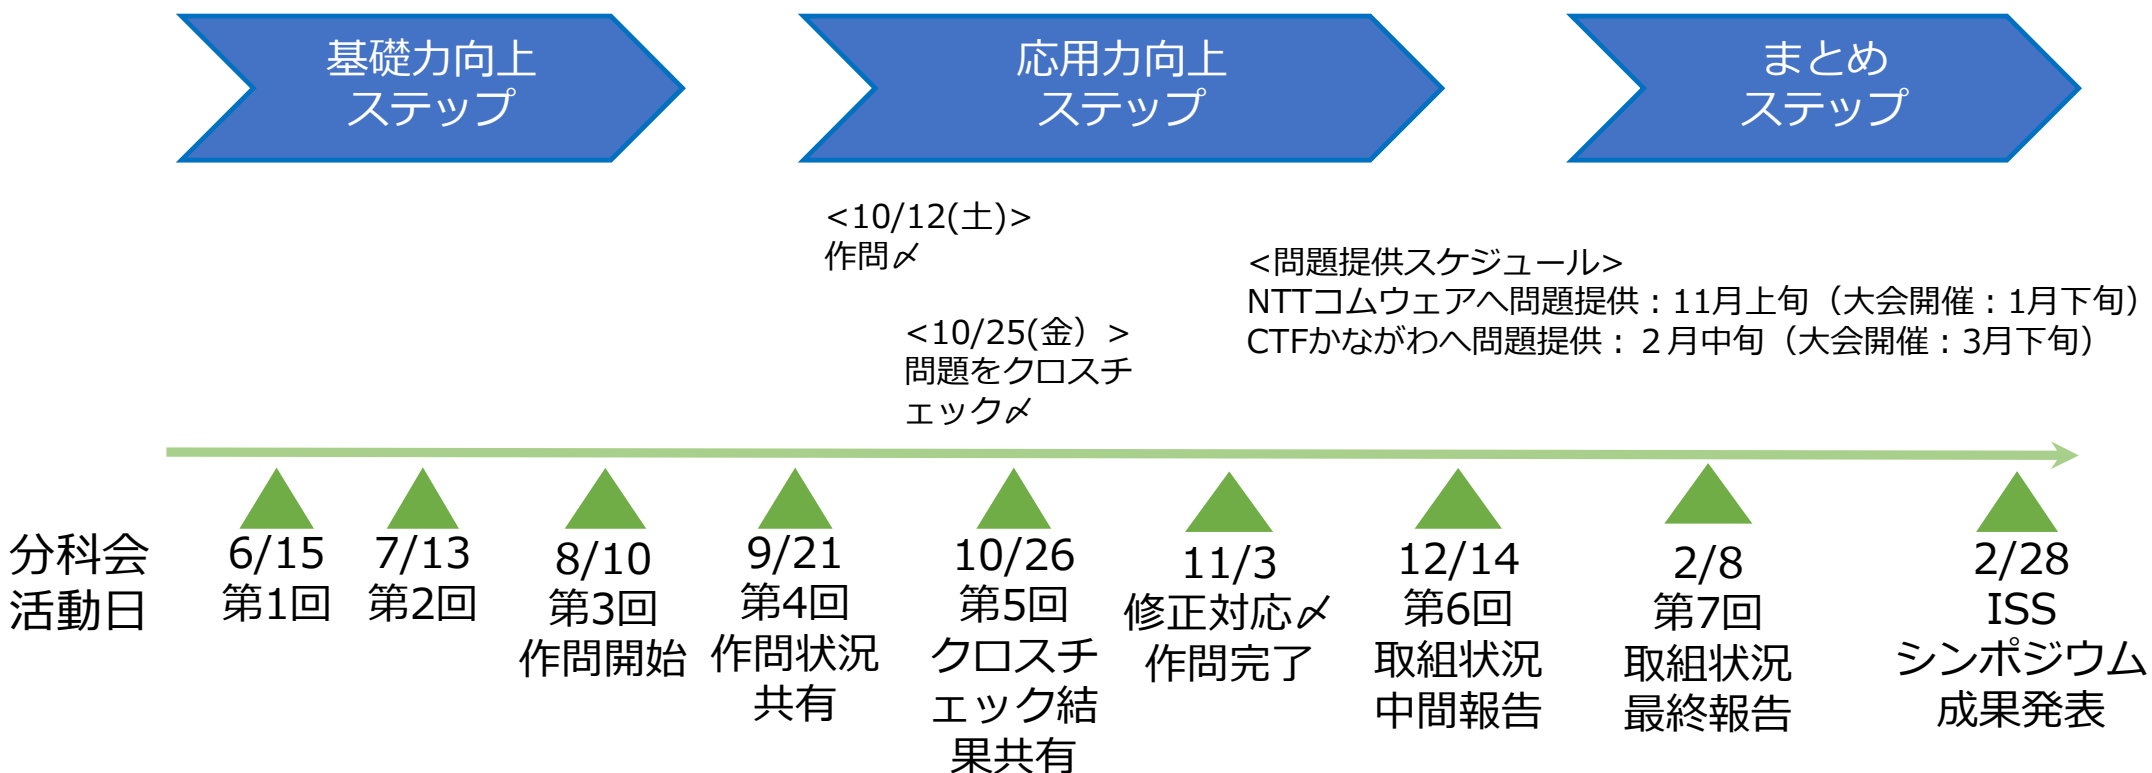 基礎力向上
ステップ
応用力向上
ステップ
まとめ
ステップ
<10/12(土)>
作問〆
<10/25(金）>
問題をクロスチ
ェック〆
<問題提供スケジュール>
NTTコムウェアへ問題提供：11月上旬（大会開催：1月下旬）
CTFかながわへ問題提供：２月中旬（大会開催：3月下旬）
分科会
活動日
6/15
第1回
7/13
第2回
8/10
第3回
作問開始
9/21
第4回
作問状況
共有
10/26
第5回
クロスチ
ェック結
果共有
11/3
修正対応〆
作問完了
12/14
第6回
取組状況
中間報告
2/8
第7回
取組状況
最終報告
2/28
ISS
シンポジウム
成果発表